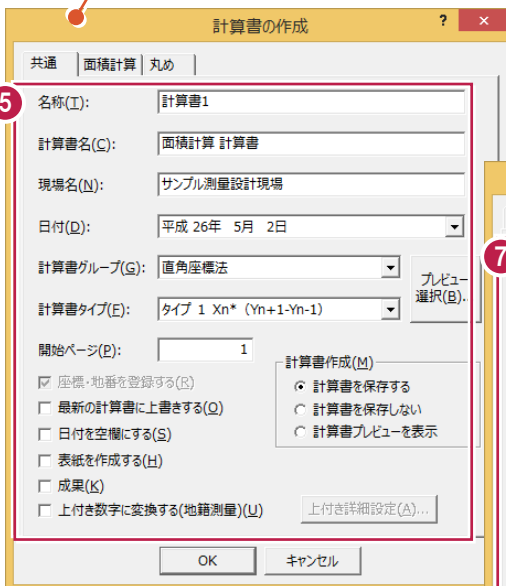 計算書の作成 ? ×
共通 面積計算 丸め
5
名称(T): 計算書1
計算書名(C): 面積計算 計算書
現場名(N): サンプル測量設計現場
日付(D): 平成 26年 5月 2日
計算書グループ(G): 直角座標法
プレビュー
選択(B)..
7
計算書タイプ(F): タイプ 1 Xn* (Yn+1-Yn-1)
開始ページ(P): 1
計算書作成(M)
座標・地番を登録する(R)
計算書を保存する
最新の計算書に上書きする(O)
計算書を保存しない
日付を空欄にする(S)
計算書プレビューを表示
表紙を作成する(H)
成果(K)
上付き数字に変換する(地籍測量)(U)
上付き詳細設定(A)...
OK キャンセル